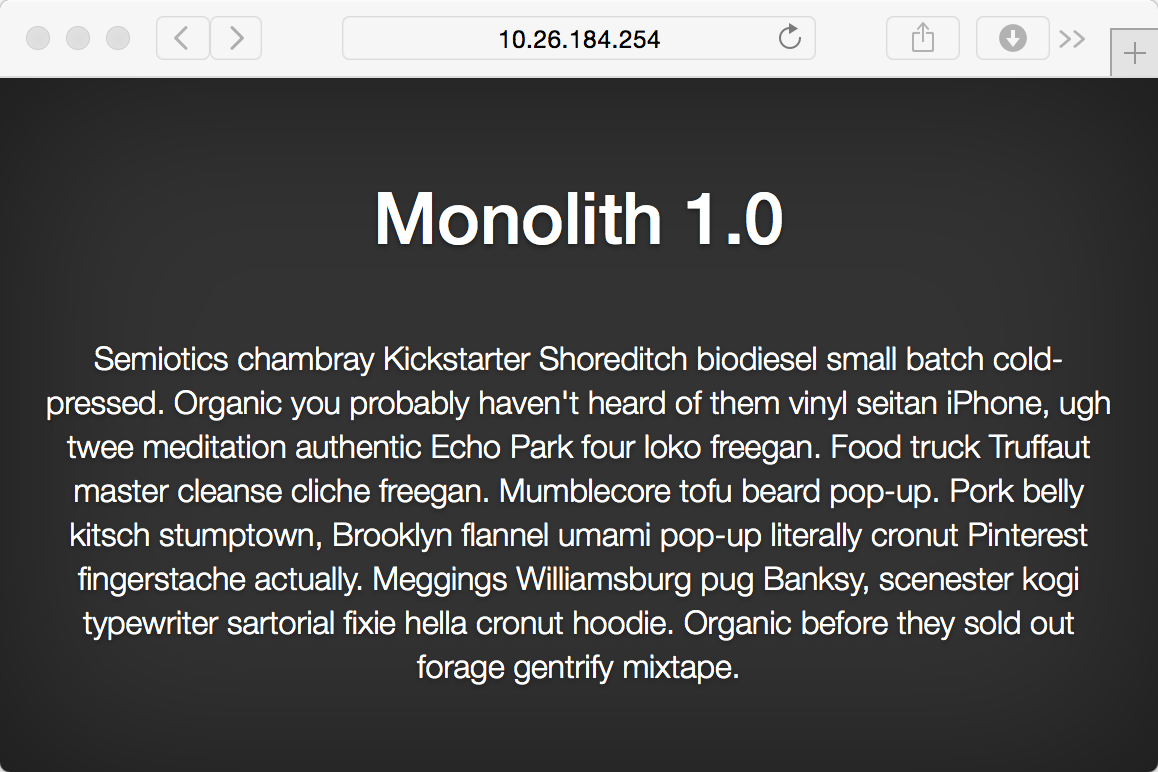 10.26.184.254
Monolith 1.0
Semiotics chambray Kickstarter Shoreditch biodiesel small batch cold-
pressed. Organic you probably haven't heard of them vinyl seitan iPhone, ugh
twee meditation authentic Echo Park four loko freegan. Food truck Truffaut
master cleanse cliche freegan. Mumblecore tofu beard pop-up. Pork belly
kitsch stumptown, Brooklyn flannel umami pop-up literally cronut Pinterest
fingerstache actually. Meggings Williamsburg pug Banksy, scenester kogi
typewriter sartorial fixie hella cronut hoodie. Organic before they sold out
forage gentrify mixtape.